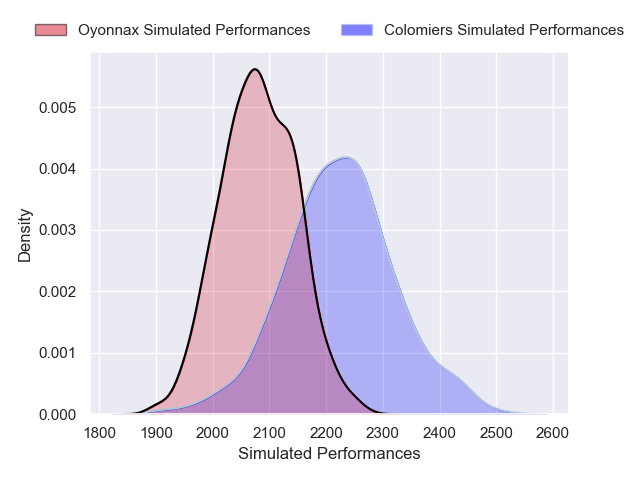 Oyonnax Simulated Performances
Colomiers Simulated Performances
Density
0.005
0.004
0.003
0.002
0.001
0.000
1800 1900 2000 2100 2200 2300 2400 2500 2600
Simulated Performances